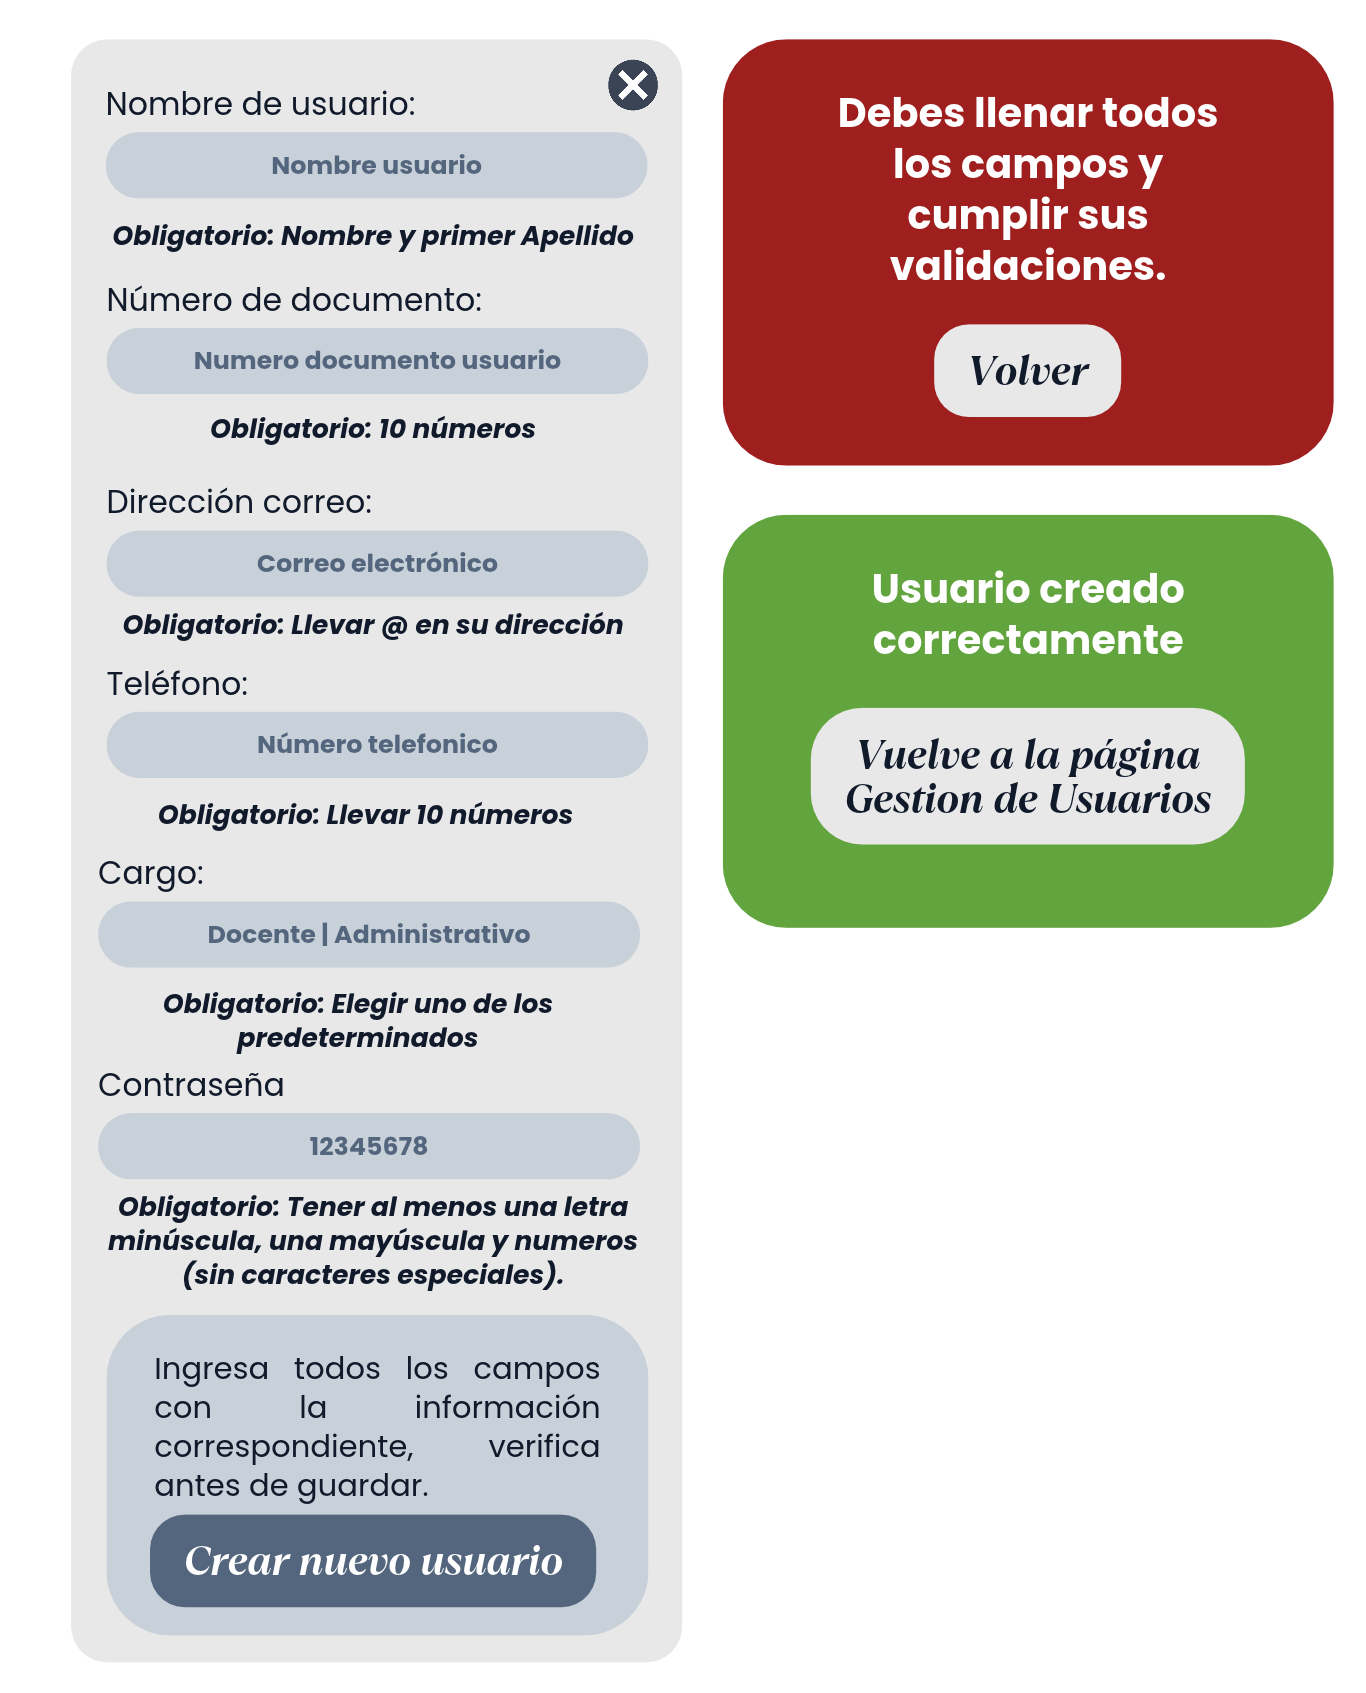 Nombre de usuario:
Nombre usuario
Obligatorio: Nombre y primer Apellido
Número de documento:
Numero documento usuario
Obligatorio: 10 números
Dirección correo:
Correo electrónico
Obligatorio: Llevar @ en su dirección
Teléfono:
Número telefonico
Obligatorio: Llevar 10 números
Cargo:
Docente | Administrativo
Obligatorio: Elegir uno de los
predeterminados
Contraseña
12345678
Obligatorio: Tener al menos una letra
minúscula, una mayúscula y numeros
(sin caracteres especiales).
Ingresa todos los campos
con la información
correspondiente, verifica
antes de guardar.
Crear nuevo usuario
Debes llenar todos
los campos y
cumplir sus
validaciones.
Volver
Usuario creado
correctamente
Vuelve a la página
Gestion de Usuarios